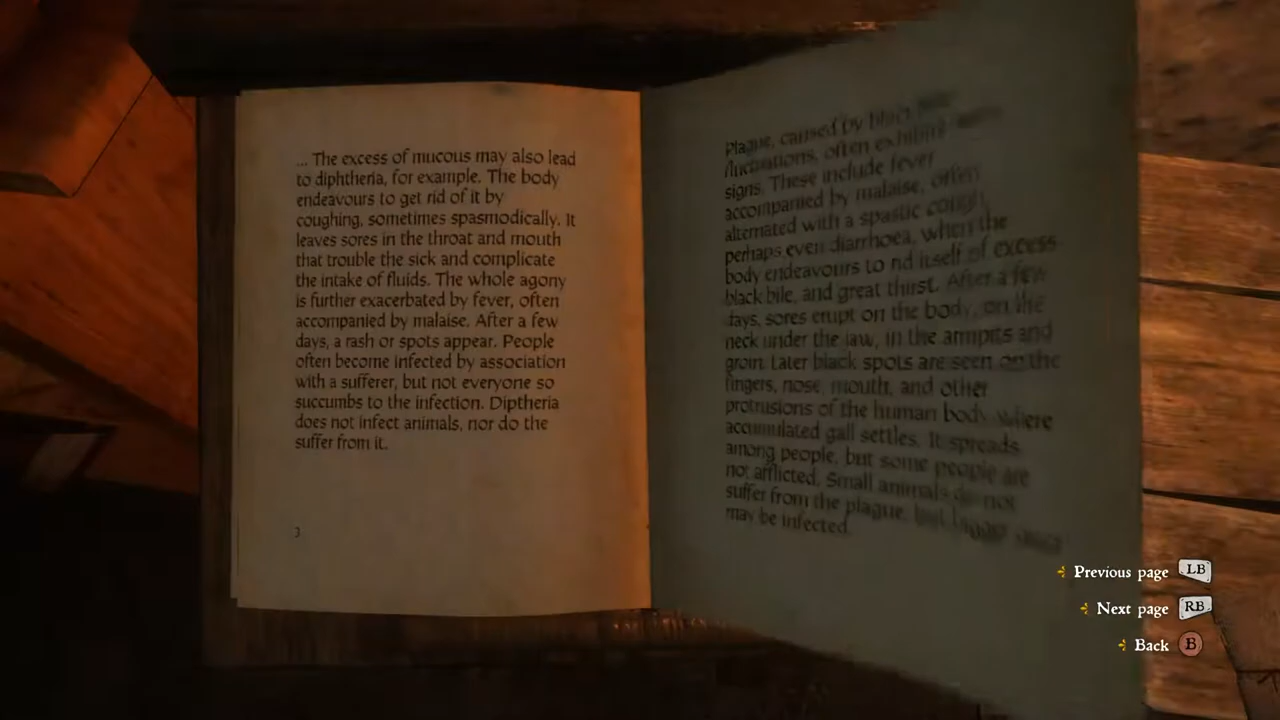 ... The excess of mucous may also lead
to diphtheria, for example. The body
endeavours to get rid of it by
coughing, sometimes spasmodically. It
leaves sores in the throat and mouth
that trouble the sick and complicate
the intake of fluids. The whole agony
is further exacerbated by fever, often
accompanied by malaise. After a few
days, a rash or spots appear. People
often become infected by association
with a sufferer, but not everyone so
succumbs to the infection. Diptheria
does not infect animals, nor do the
suffer from it.
3
Plague, caused by black
fluctuations, often exhibits
signs. These include fever
accompanied by malaise, often
alternated with a spastic cough,
perhaps even diarrhoea, when the
body endeavours to rid itself of excess
black bile, and great thirst. After a few
days, sores erupt on the body, on the
neck under the jaw, in the armpits and
groin. Later black spots are seen on the
fingers, nose, mouth, and other
protrusions of the human body where
accumulated gall settles. It spreads
among people, but some people are
not afflicted. Small animals do not
suffer from the plague, but bigger
may be infected.
Previous page LB
Next page RB
Back B